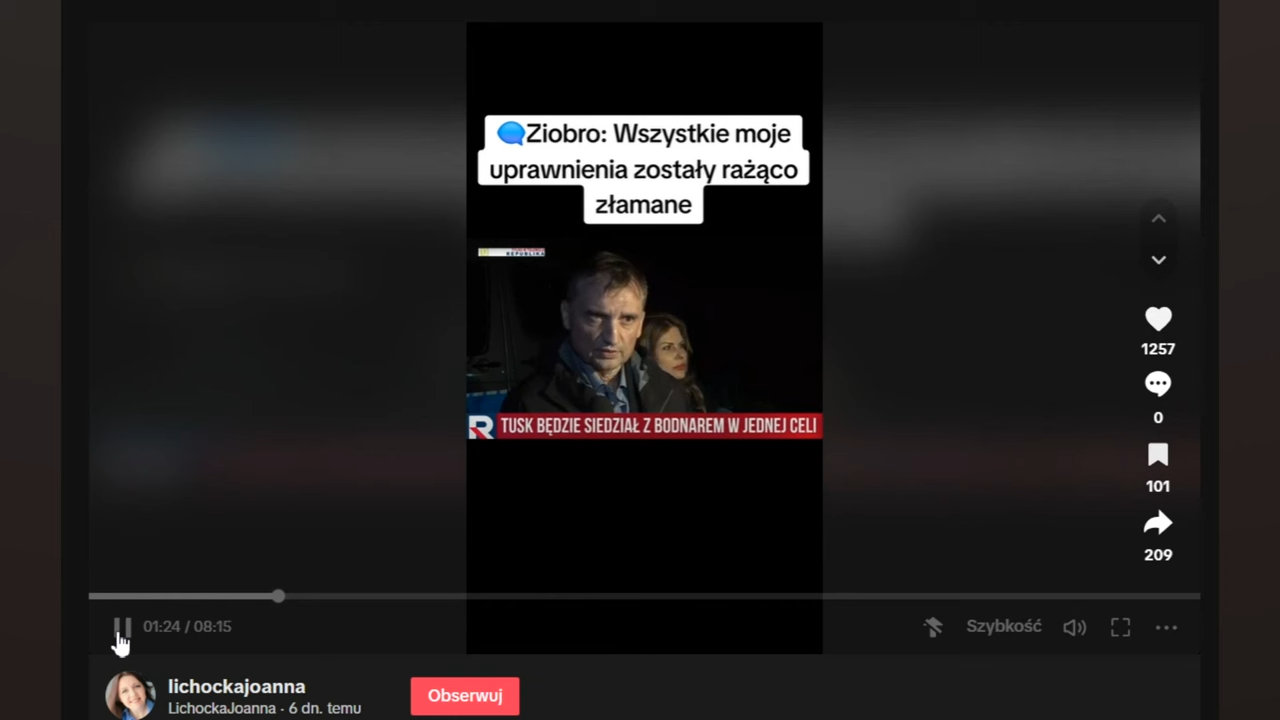 Ziobro: Wszystkie moje
uprawnienia zostały rażąco
złamane
REPUBLIKA
R TUSK BĘDZIE SIEDZIAŁ Z BODNAREM W JEDNEJ CELI
1257
0
101
209
01:24 / 08:15
Szybkość
lichockajoanna
LichockaJoanna · 6 dn. temu
Obserwuj